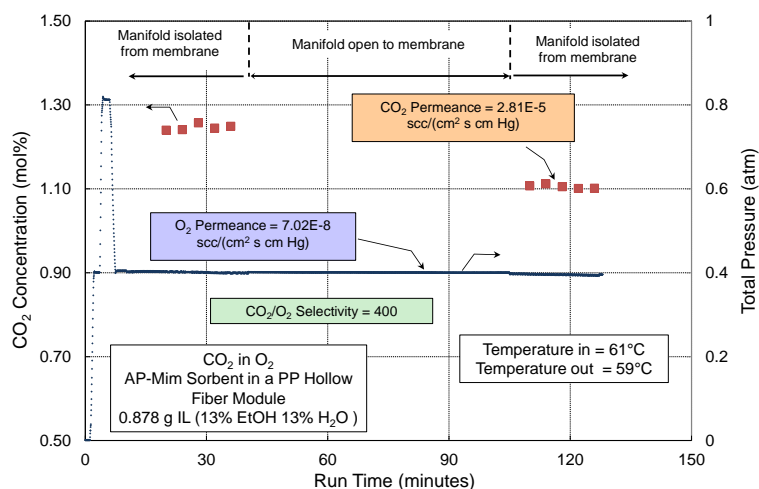 Manifold isolated
from membrane
Manifold open to membrane
Manifold isolated
from membrane
CO₂ Permeance = 2.81E-5
scc/(cm² s cm Hg)
O₂ Permeance = 7.02E-8
scc/(cm² s cm Hg)
CO₂/O₂ Selectivity = 400
CO₂ in O₂
AP-Mim Sorbent in a PP Hollow
Fiber Module
0.878 g IL (13% EtOH 13% H₂O )
Temperature in = 61°C
Temperature out = 59°C
CO₂ Concentration (mol%)
1.50
1.30
1.10
0.90
0.70
0.50
Total Pressure (atm)
1
0.8
0.6
0.4
0.2
0
0
30
60
90
120
150
Run Time (minutes)